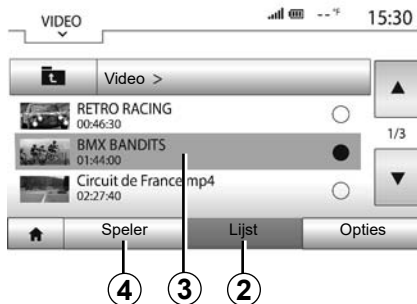 VIDEO
--°F
15:30
Video >
RETRO RACING
00:46:30
BMX BANDITS
01:44:00
Circuit de France mp4
02:27:40
1/3
Speler
Lijst
Opties
4
3
2